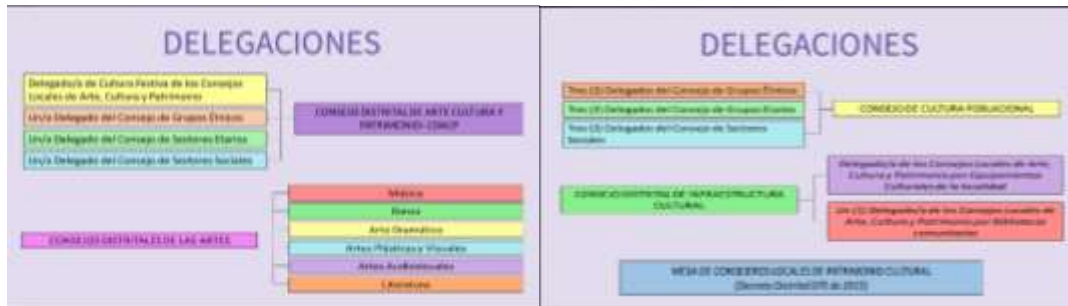 DELEGACIONES
Delegado/a de Cultura Festiva de los Consejos
Locales de Arte, Cultura y Patrimonio
Un/a Delegado del Consejo de Grupos Étnicos
Un/a Delegado del Consejo de Sectores Etarios
Un/a Delegado del Consejo de Sectores Sociales
CONSEJO DISTRITAL DE ARTE CULTURA Y
PATRIMONIO- CDACP
CONSEJOS DISTRITALES DE LAS ARTES
Música
Danza
Arte Dramático
Artes Plásticas y Visuales
Artes Audiovisuales
Literatura
DELEGACIONES
Tres (3) Delegados del Consejo de Grupos Étnicos
Tres (3) Delegados del Consejo de Grupos Etarios
Tres (3) Delegados del Consejo de Sectores
Sociales
CONSEJO DE CULTURA POBLACIONAL
CONSEJO DISTRITAL DE INFRAESTRUCTURA
CULTURAL
Delegado/a de los Consejos Locales de Arte,
Cultura y Patrimonio por Equipamientos
Culturales de la localidad
Un (1) Delegado/a de los Consejos Locales de
Arte, Cultura y Patrimonio por Bibliotecas
comunitarias
MESA DE CONSEJEROS LOCALES DE PATRIMONIO CULTURAL
(Decreto Distrital 070 de 2015)